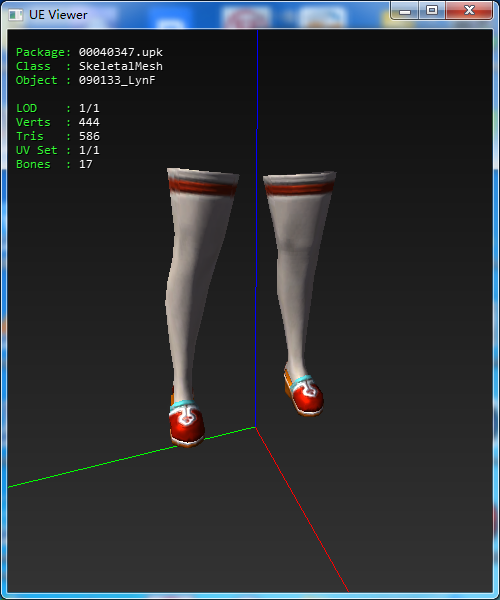 UE Viewer
Package: 00040347.upk
Class : SkeletalMesh
Object : 090133_LynF
LOD : 1/1
Verts : 444
Tris : 586
UV Set : 1/1
Bones : 17